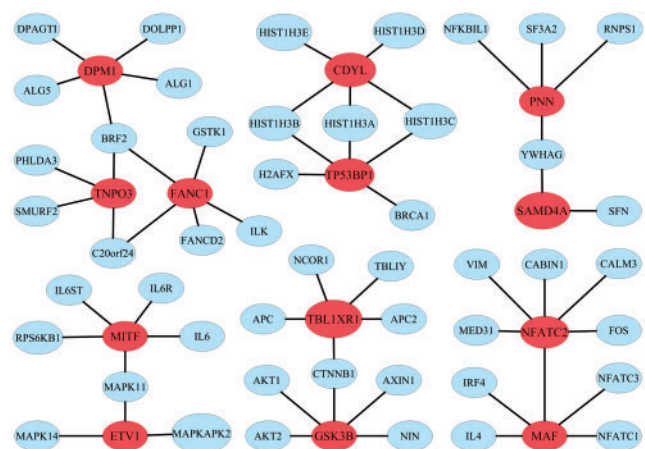 DPAGT1
DOLPP1
DPM1
ALG5
ALG1
BRF2
GSTK1
PHLDA3
TNPO3
FANC1
SMURF2
C20orf24
FANCD2
ILK
HIST1H3E
HIST1H3D
CDYL
HIST1H3B
HIST1H3A
HIST1H3C
H2AFX
TP53BP1
BRCA1
NFKBIL1
SF3A2
RNPS1
PNN
YWHAG
SAMD4A
SFN
IL6ST
IL6R
RPS6KB1
MITF
IL6
MAPK11
MAPK14
ETV1
MAPKAPK2
NCOR1
TBLIY
APC
TBL1XR1
APC2
CTNNB1
AKT1
AXIN1
AKT2
GSK3B
NIN
VIM
CABIN1
CALM3
MED31
NFATC2
FOS
IRF4
NFATC3
IL4
MAF
NFATC1